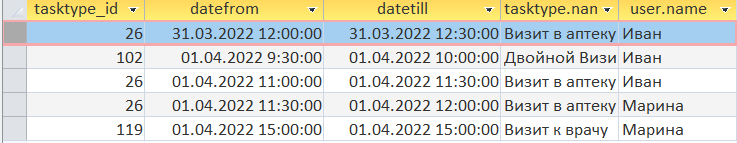 tasktype_id datefrom datetill tasktype.nan user.name
26 31.03.2022 12:00:00 31.03.2022 12:30:00 Визит в аптеку Иван
102 01.04.2022 9:30:00 01.04.2022 10:00:00 Двойной Визи Иван
26 01.04.2022 11:00:00 01.04.2022 11:30:00 Визит в аптеку Иван
26 01.04.2022 11:30:00 01.04.2022 12:00:00 Визит в аптеку Марина
119 01.04.2022 15:00:00 01.04.2022 15:00:00 Визит к врачу Марина